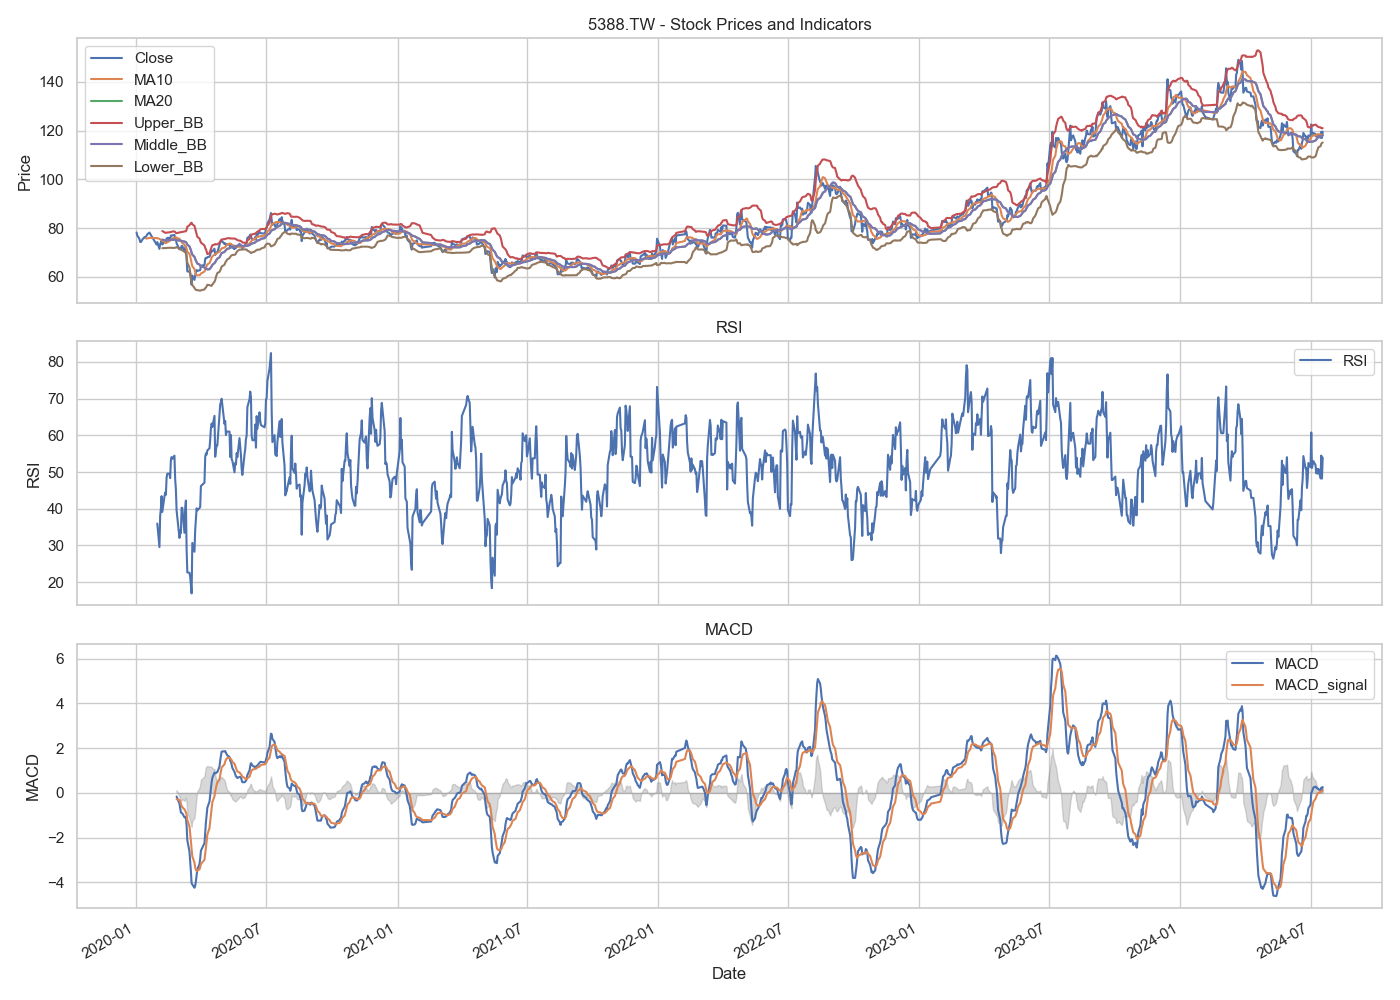 5388.TW - Stock Prices and Indicators
Close
MA10
MA20
Upper_BB
Middle_BB
Lower_BB
Price
140
120
100
80
60
RSI
RSI
RSI
80
70
60
50
40
30
20
MACD
MACD
MACD_signal
MACD
6
4
2
0
−2
−4
2020-01
2020-07
2021-01
2021-07
2022-01
2022-07
2023-01
2023-07
2024-01
2024-07
Date